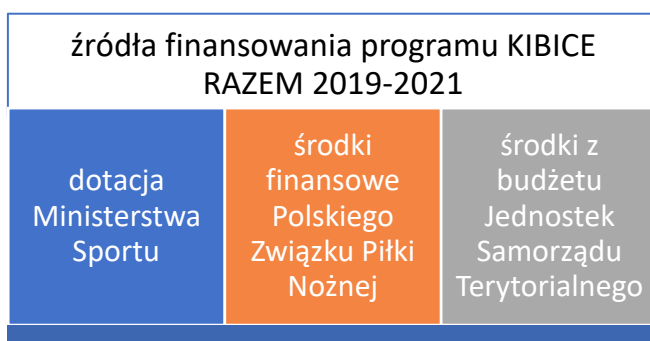 źródła finansowania programu KIBICE
RAZEM 2019-2021
dotacja
Ministerstwa
Sportu
środki
finansowe
Polskiego
Związku Piłki
Nożnej
środki z
budżetu
Jednostek
Samorządu
Terytorialnego